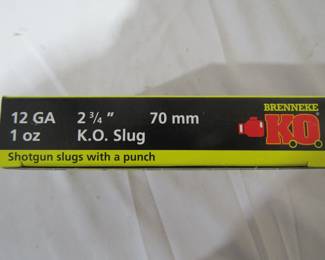 12 GA 2 ¾ " 70 mm
1 oz K.O. Slug
BRENNEKE
K.O.®
Shotgun slugs with a punch